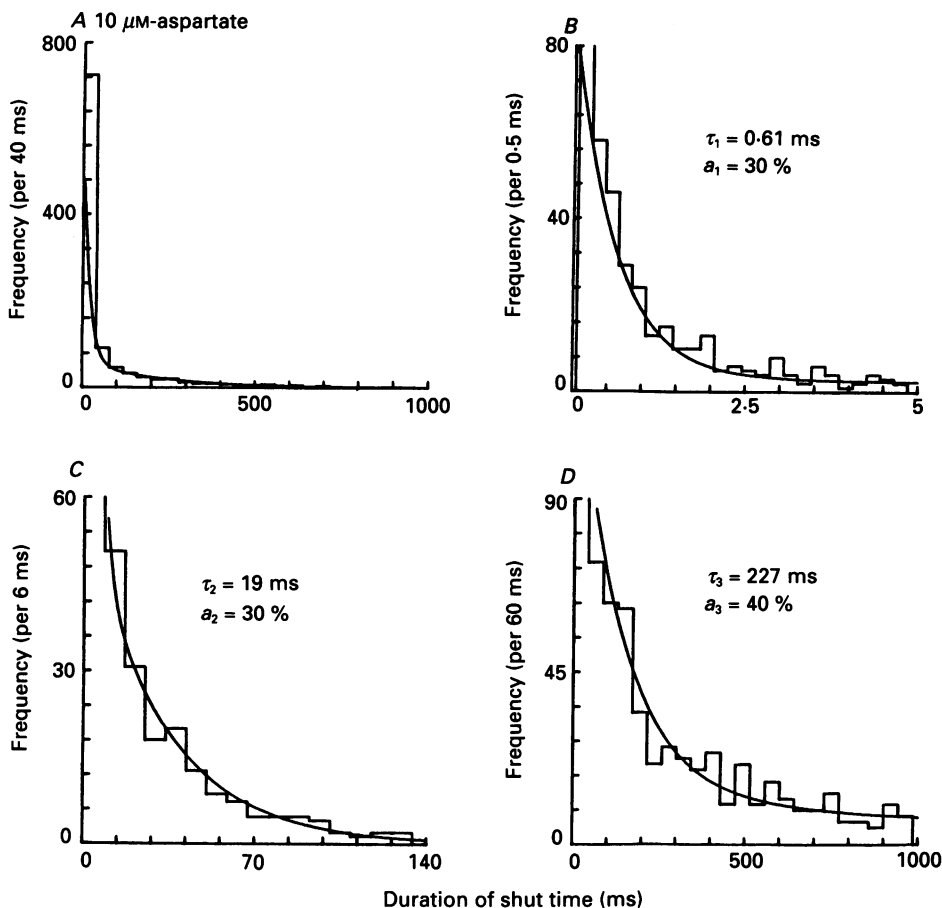 A 10 μM-aspartate
Frequency (per 40 ms)
800
400
0
0 500 1000
B
Frequency (per 0·5 ms)
80
40
0
0 2·5 5
τ1 = 0·61 ms
a1 = 30 %
C
Frequency (per 6 ms)
60
30
0
0 70 140
τ2 = 19 ms
a2 = 30 %
D
Frequency (per 60 ms)
90
45
0
0 500 1000
τ3 = 227 ms
a3 = 40 %
Duration of shut time (ms)